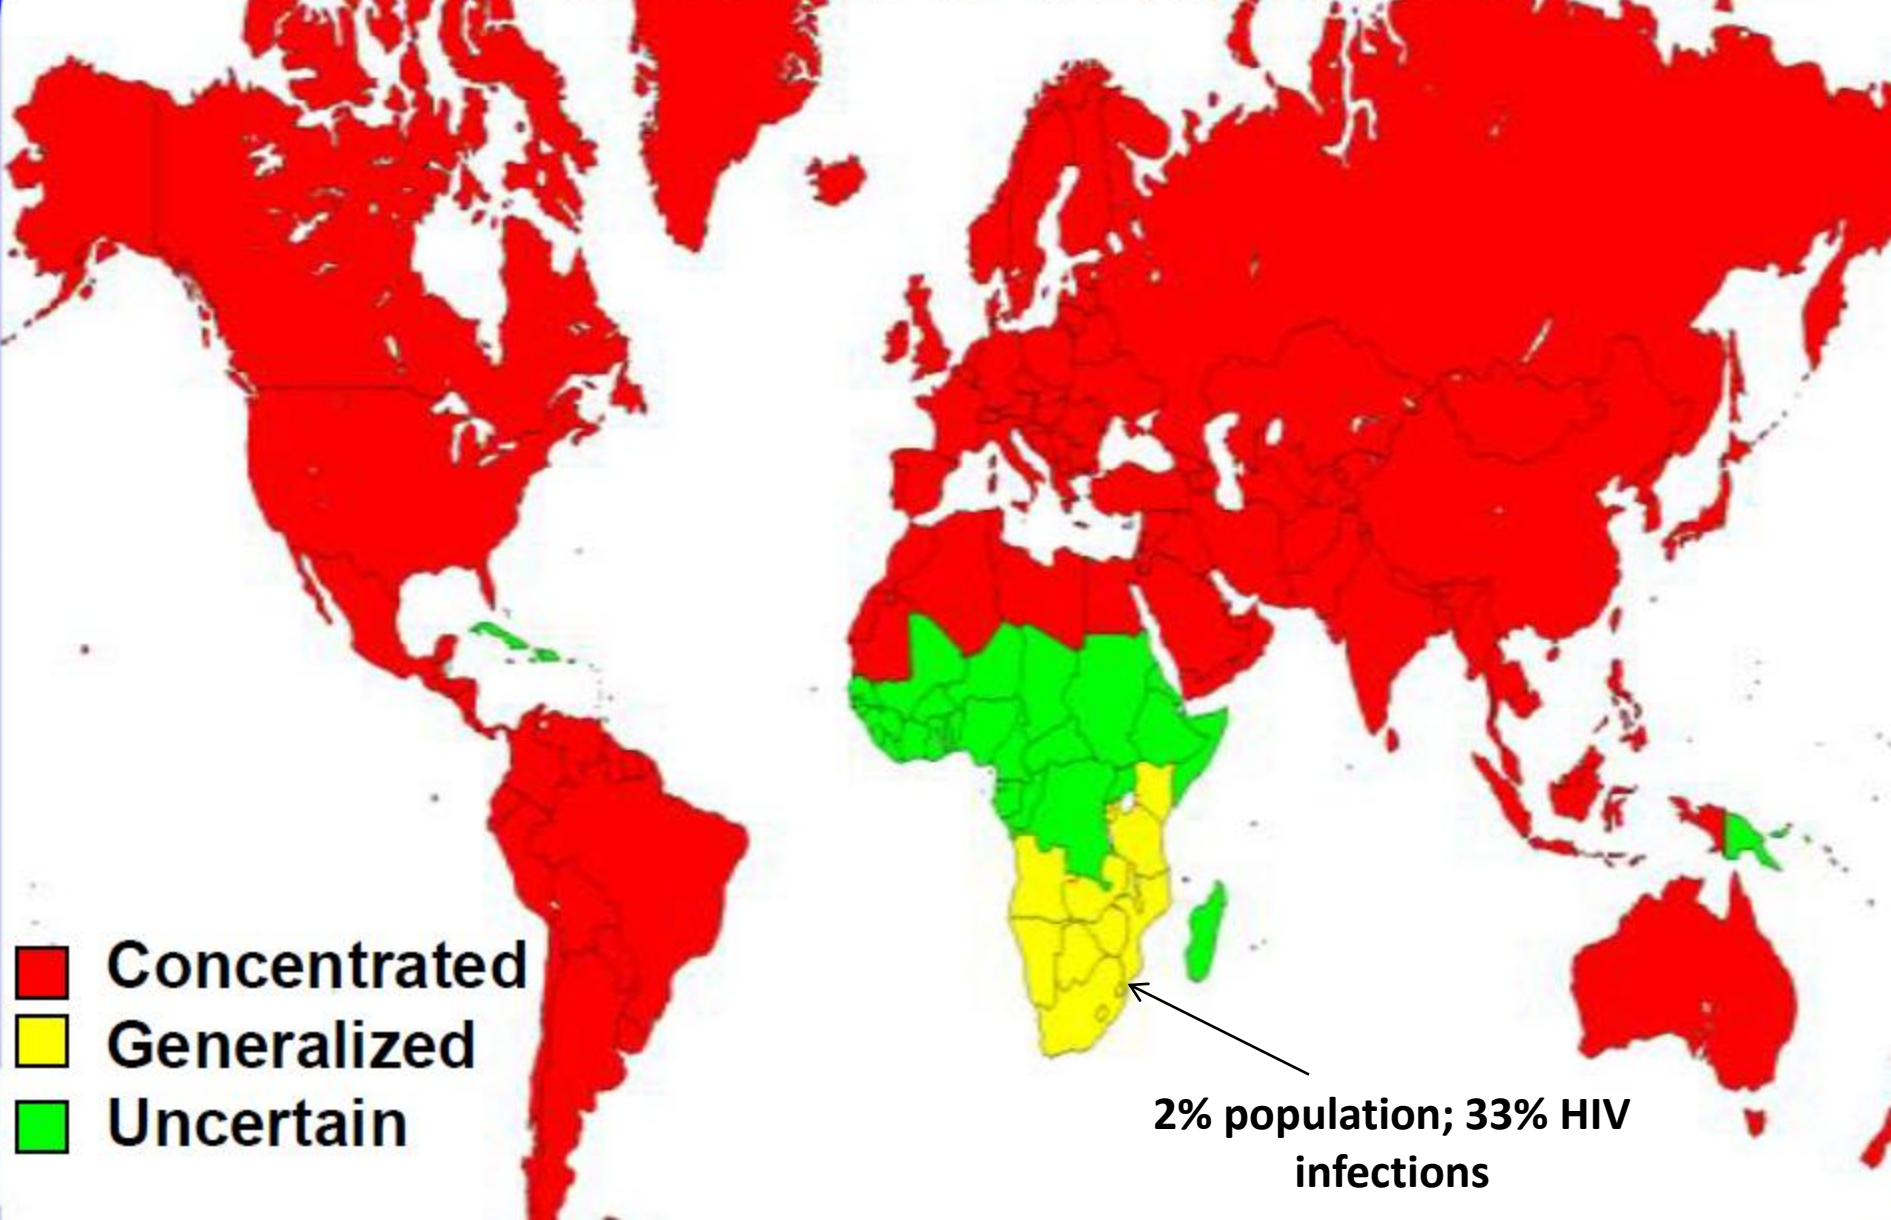 Concentrated
Generalized
Uncertain
2% population; 33% HIV
infections